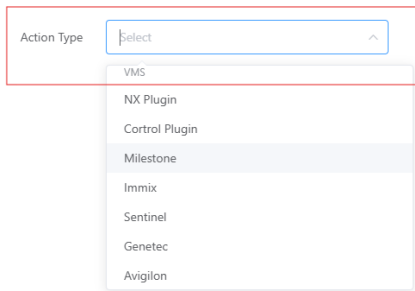 Action Type Select
VMS
NX Plugin
Cortrol Plugin
Milestone
Immix
Sentinel
Genetec
Avigilon